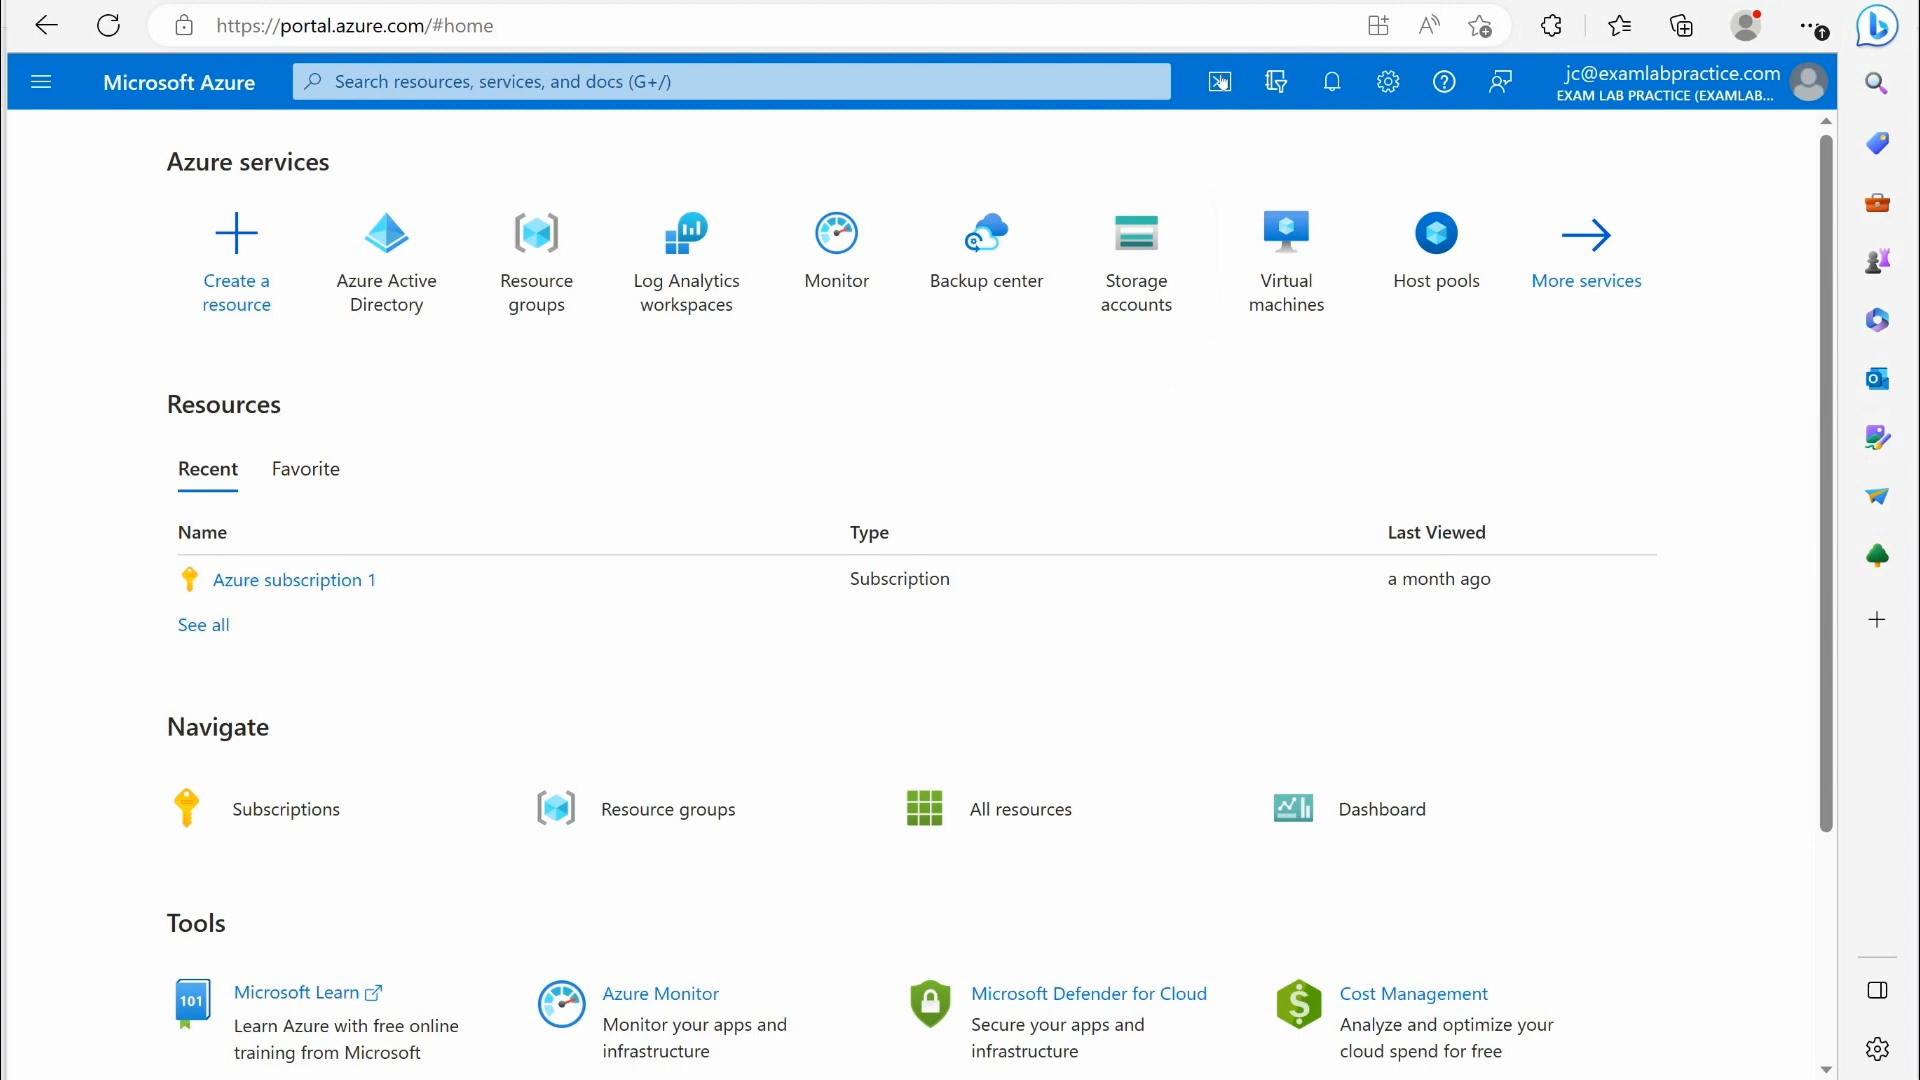 https://portal.azure.com/#home
Microsoft Azure
Search resources, services, and docs (G+/)
jc@examlabpractice.com
EXAM LAB PRACTICE (EXAMLAB...
Azure services
Create a
resource
Azure Active
Directory
Resource
groups
Log Analytics
workspaces
Monitor
Backup center
Storage
accounts
Virtual
machines
Host pools
More services
Resources
Recent
Favorite
Name
Type
Last Viewed
Azure subscription 1
Subscription
a month ago
See all
Navigate
Subscriptions
Resource groups
All resources
Dashboard
Tools
101
Microsoft Learn
Learn Azure with free online
training from Microsoft
Azure Monitor
Monitor your apps and
infrastructure
Microsoft Defender for Cloud
Secure your apps and
infrastructure
$
Cost Management
Analyze and optimize your
cloud spend for free